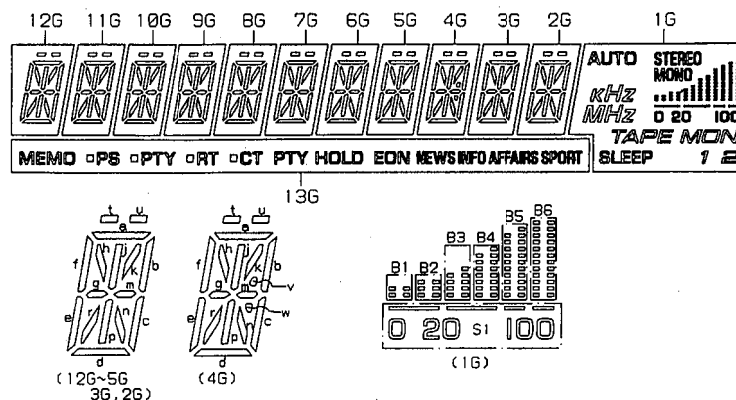 12G 11G 10G 9G 8G 7G 6G 5G 4G 3G 2G 1G
AUTO STEREO
MONO
kHz
MHz 0 20 100
TAPE MON
MEMO PS PTY RT CT PTY HOLD EON NEWS INFO AFFAIRS SPORT SLEEP 1 2
13G
t u t u
a a
f h j k b f h j k b
g m g m v
e r p n c e r p n c w
d d
(12G~5G
3G,2G)
(4G)
B1 B2 B3 B4 B5 B6
0 20 S1 100
(1G)